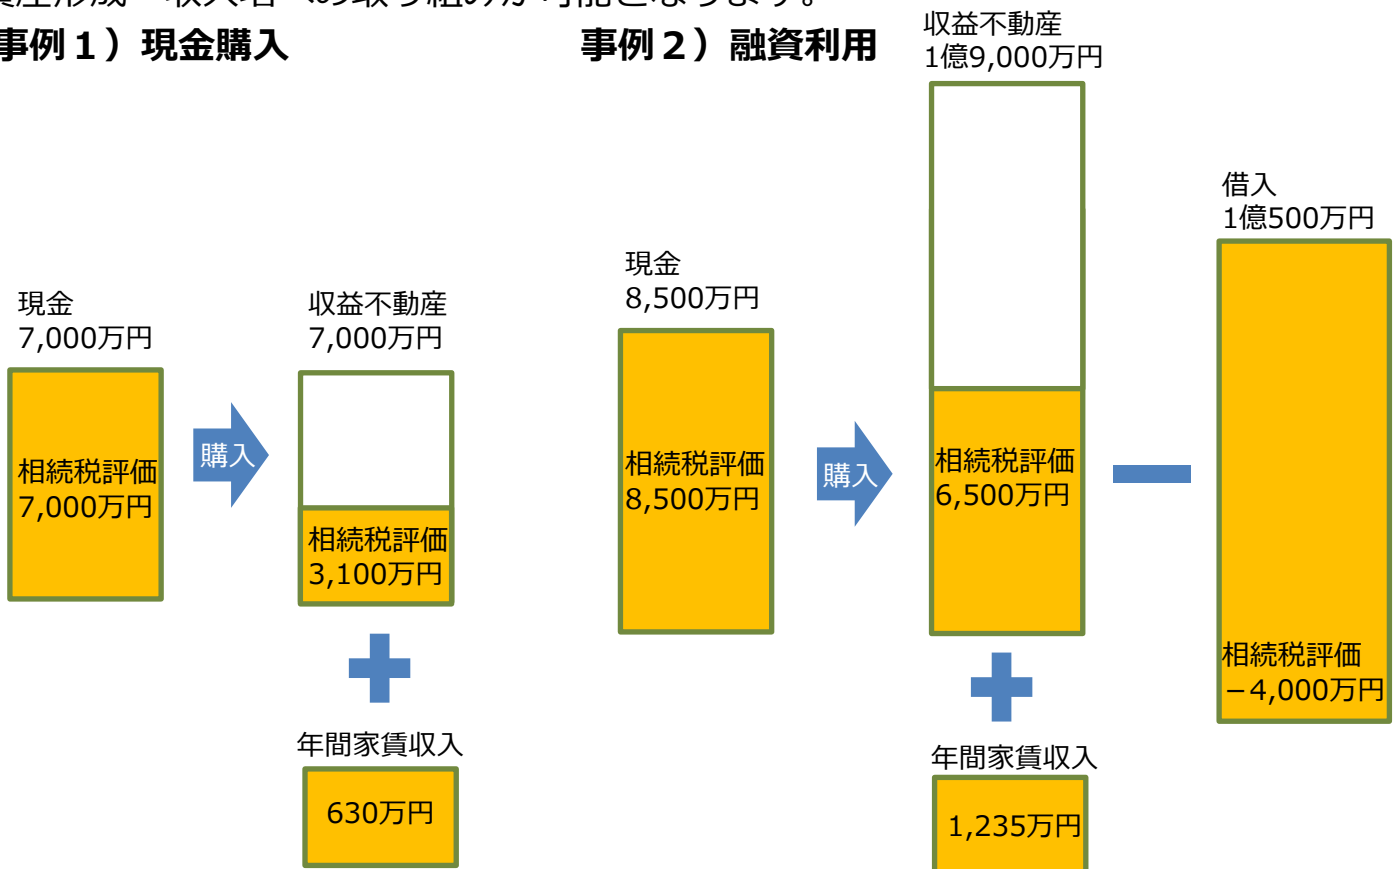 事例１）現金購入
現金
7,000万円
相続税評価
7,000万円
購入
収益不動産
7,000万円
相続税評価
3,100万円
年間家賃収入
630万円
事例２）融資利用
現金
8,500万円
相続税評価
8,500万円
購入
収益不動産
1億9,000万円
相続税評価
6,500万円
年間家賃収入
1,235万円
借入
1億500万円
相続税評価
－4,000万円